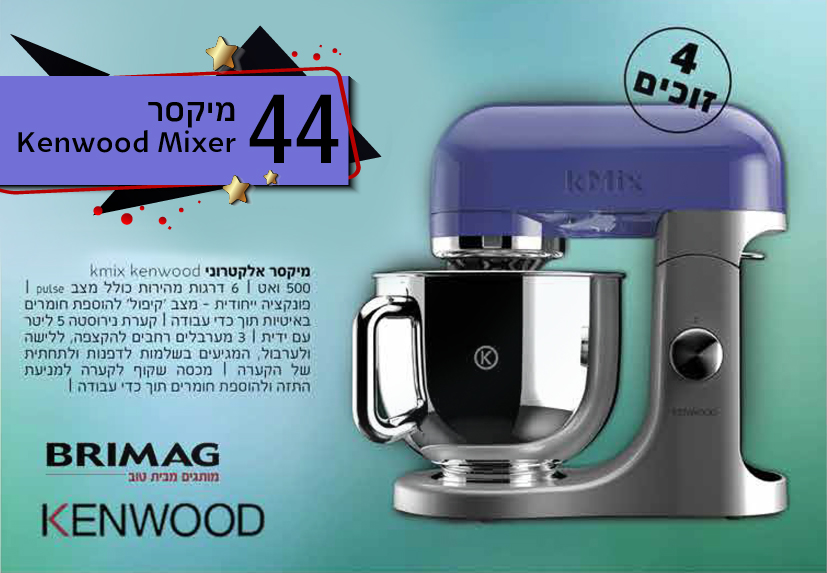 4
זוכים
44
מיקסר
Kenwood Mixer
kMix
מיקסר אלקטרוני kmix kenwood
500 ואט | 6 דרגות מהירות כולל מצב pulse |
פונקציה ייחודית - מצב 'קיפול' להוספת חומרים
באיטיות תוך כדי עבודה | קערת נירוסטה 5 ליטר
עם ידית | 3 מערבלים רחבים להקצפה, ללישה
ולערבול, המגיעים בשלמות לדפנות ולתחתית
של הקערה | מכסה שקוף לקערה למניעת
התזה ולהוספת חומרים תוך כדי עבודה |
K
KENWOOD
BRIMAG
מותגים מבית טוב
KENWOOD